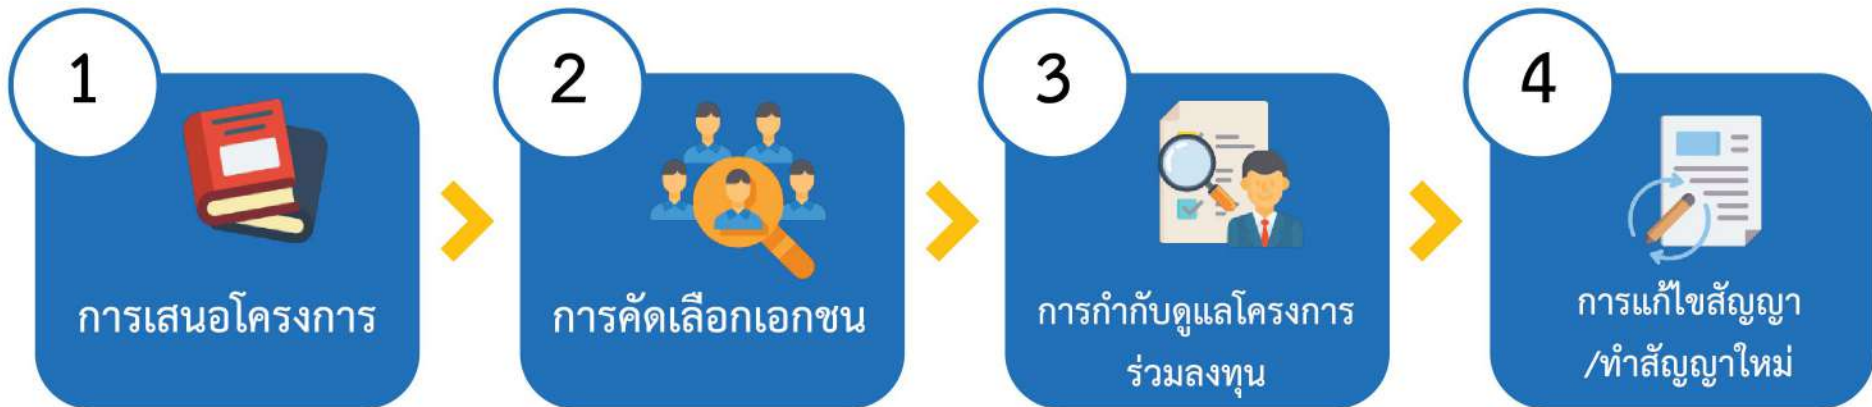 1
การเสนอโครงการ
2
การคัดเลือกเอกชน
3
การกำกับดูแลโครงการ
ร่วมลงทุน
4
การแก้ไขสัญญา
/ทำสัญญาใหม่